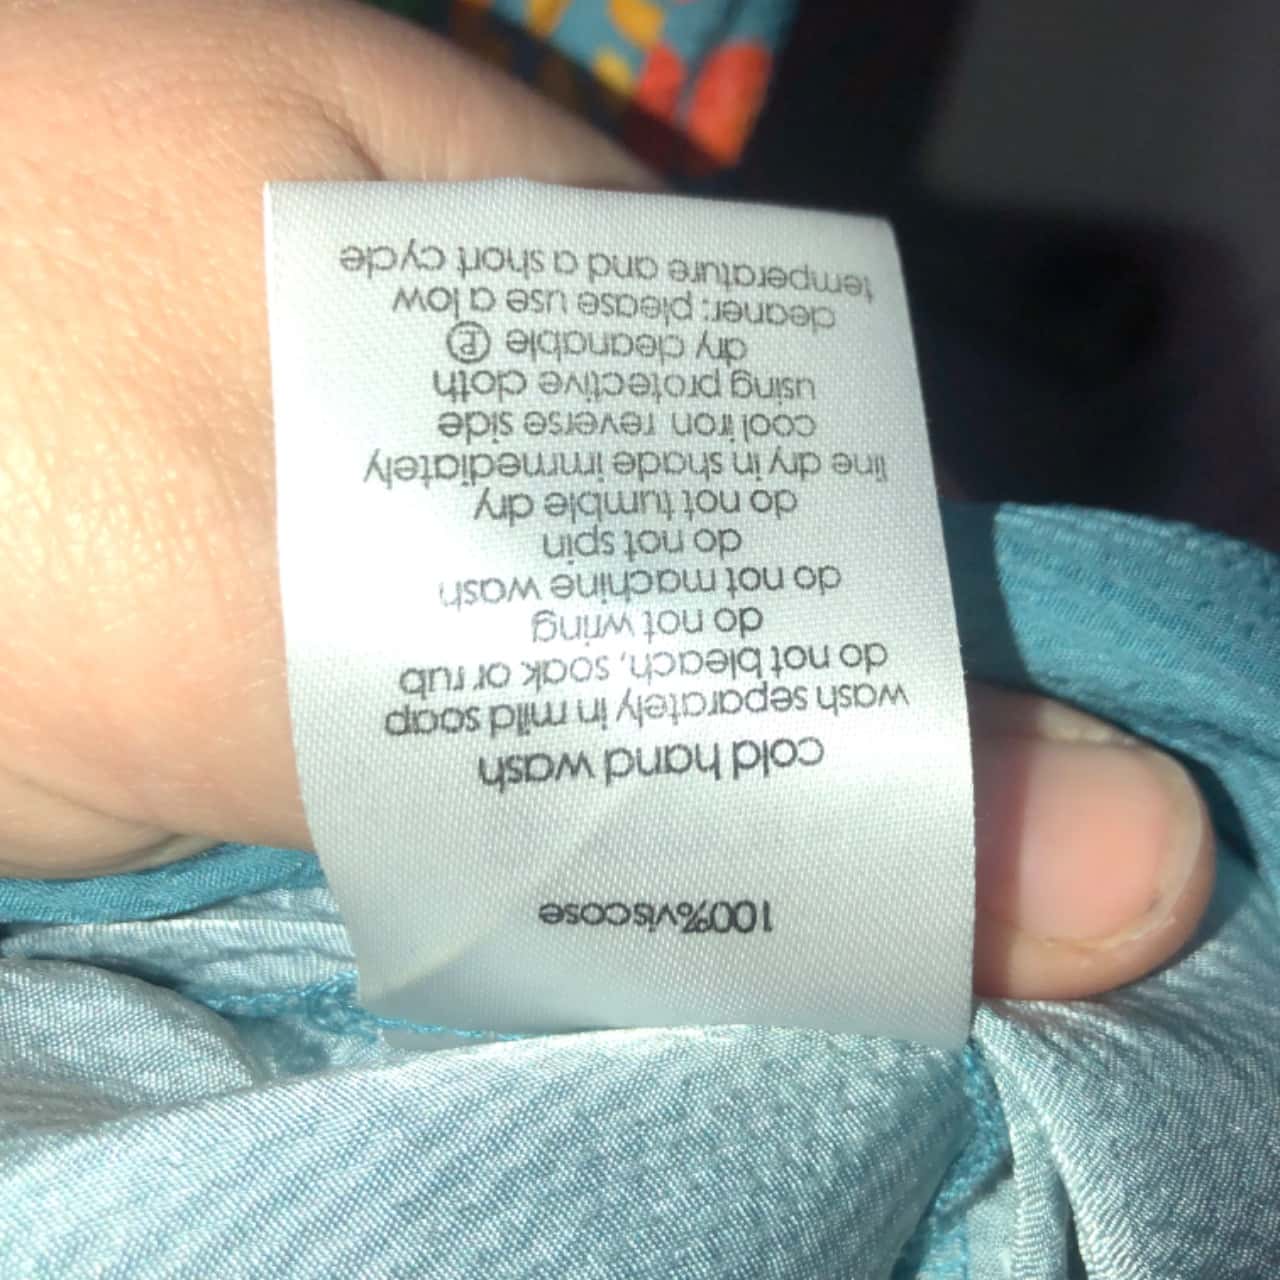 100%viscose
cold hand wash
wash separately in mild soap
do not bleach, soak or rub
do not wring
do not machine wash
do not spin
do not tumble dry
line dry in shade immediately
cool iron reverse side
using protective cloth
dry cleanable Ⓟ
cleaner: please use a low
temperature and a short cycle